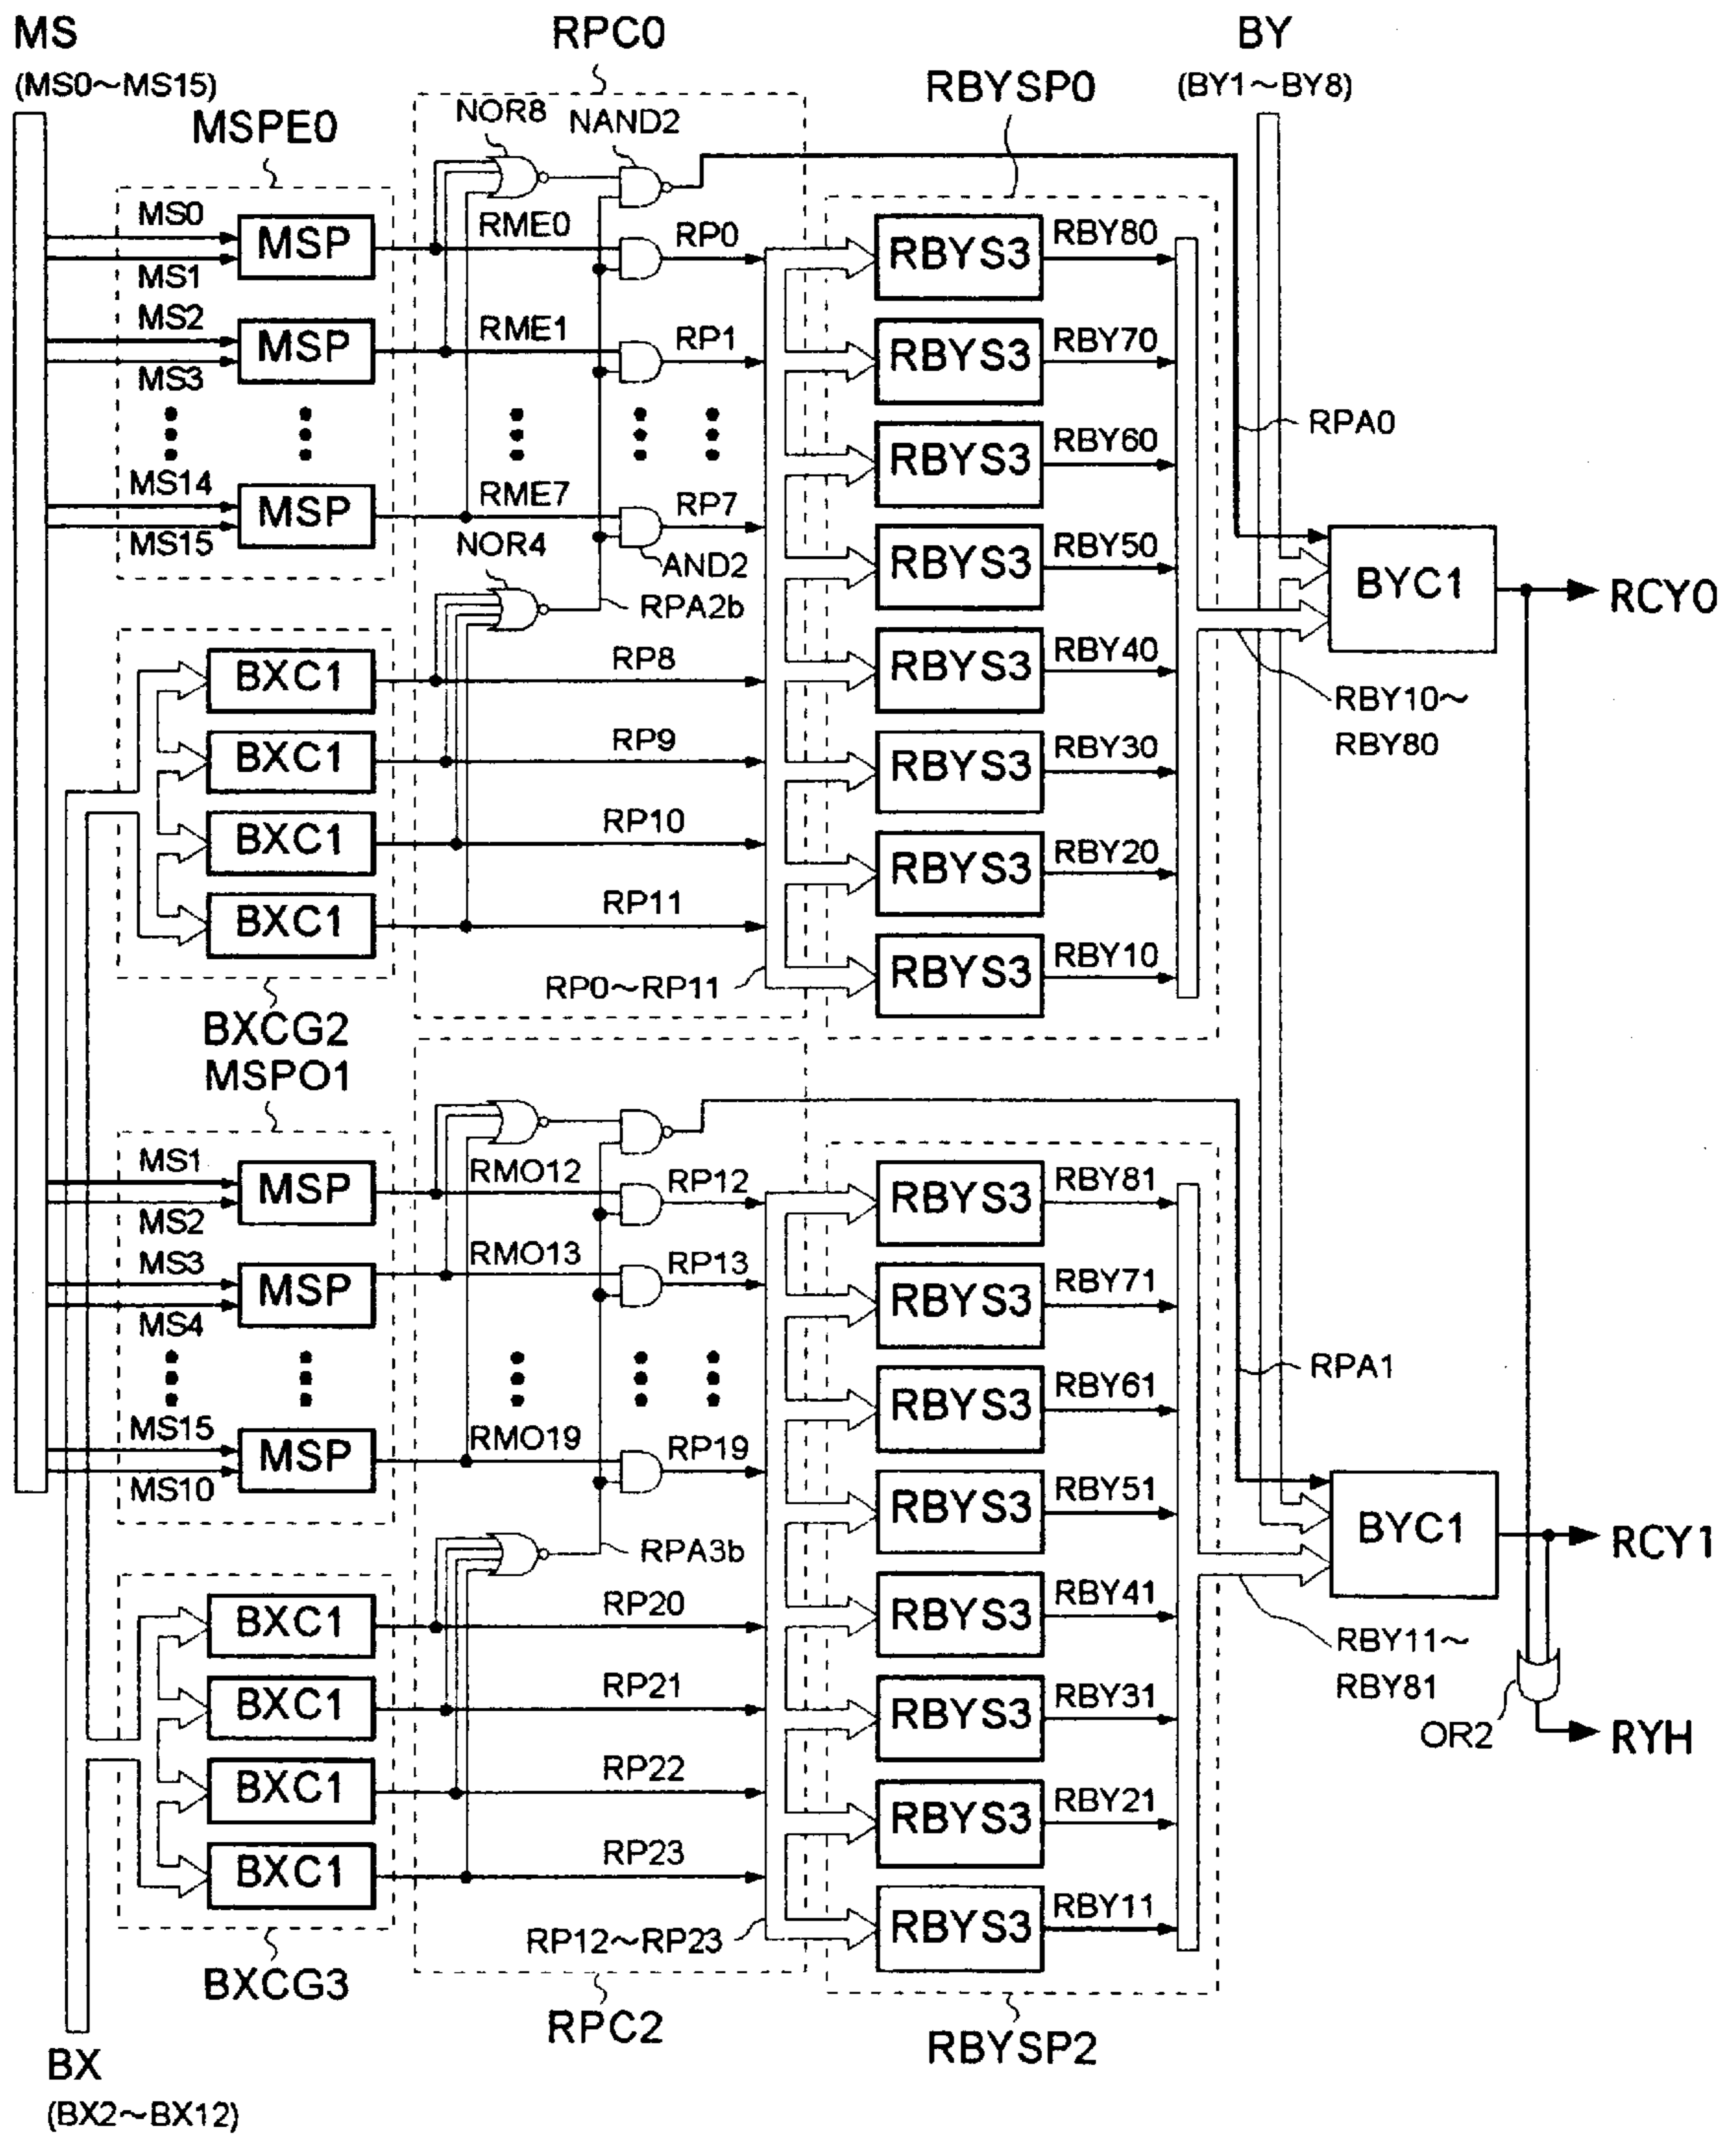 MS
(MS0~MS15)
RPC0
BY
(BY1~BY8)
RBYSP0
MSPE0
NOR8
NAND2
MS0
MS1
MSP
RME0
RP0
RBYS3
RBY80
MS2
MS3
MSP
RME1
RP1
RBYS3
RBY70
RPA0
RBYS3
RBY60
MS14
MS15
MSP
RME7
RP7
NOR4
AND2
RBYS3
RBY50
BYC1
RCY0
RPA2b
BXC1
RP8
RBYS3
RBY40
RBY10~
RBY80
BXC1
RP9
RBYS3
RBY30
BXC1
RP10
RBYS3
RBY20
BXC1
RP11
RBYS3
RBY10
RP0~RP11
BXCG2
MSPO1
MS1
MS2
MSP
RMO12
RP12
RBYS3
RBY81
MS3
MS4
MSP
RMO13
RP13
RBYS3
RBY71
RPA1
RBYS3
RBY61
MS15
MS10
MSP
RMO19
RP19
RBYS3
RBY51
BYC1
RCY1
RPA3b
BXC1
RP20
RBYS3
RBY41
RBY11~
RBY81
BXC1
RP21
RBYS3
RBY31
OR2
RYH
BXC1
RP22
RBYS3
RBY21
BXC1
RP23
RBYS3
RBY11
RP12~RP23
BXCG3
RPC2
RBYSP2
BX
(BX2~BX12)